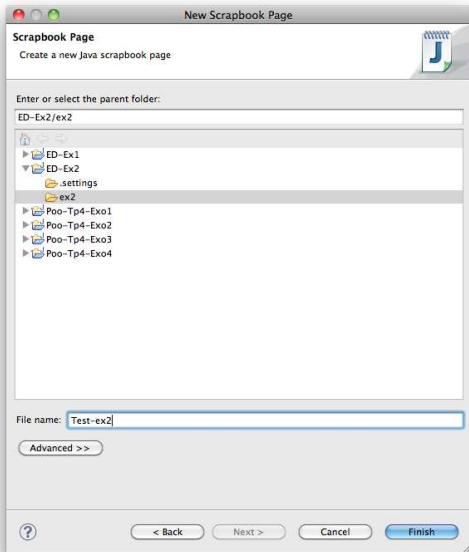 New Scrapbook Page
Scrapbook Page
Create a new Java scrapbook page
J
Enter or select the parent folder:
ED-Ex2/ex2
ED-Ex1
ED-Ex2
.settings
ex2
Poo-Tp4-Exo1
Poo-Tp4-Exo2
Poo-Tp4-Exo3
Poo-Tp4-Exo4
File name: Test-ex2
Advanced >>
? < Back Next > Cancel Finish